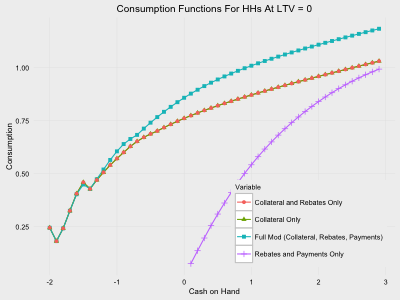 Consumption Functions For HHs At LTV = 0
Consumption
1.00
0.75
0.50
0.25
-2
-1
0
1
2
3
Cash on Hand
Variable
Collateral and Rebates Only
Collateral Only
Full Mod (Collateral, Rebates, Payments)
Rebates and Payments Only